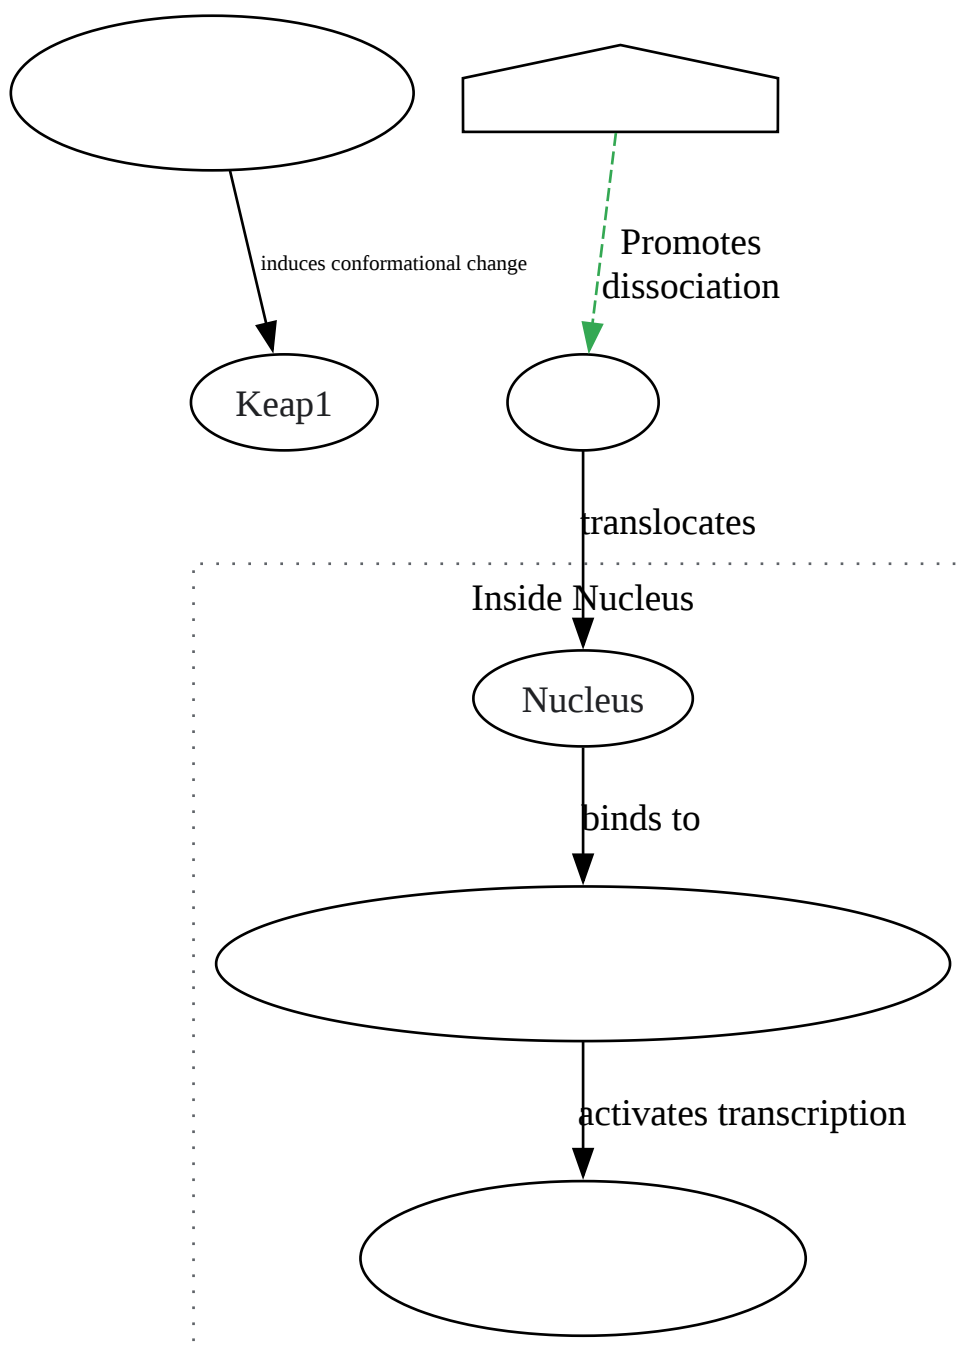 Promotes
dissociation
induces conformational change
Keap1
translocates
Inside Nucleus
Nucleus
binds to
activates transcription